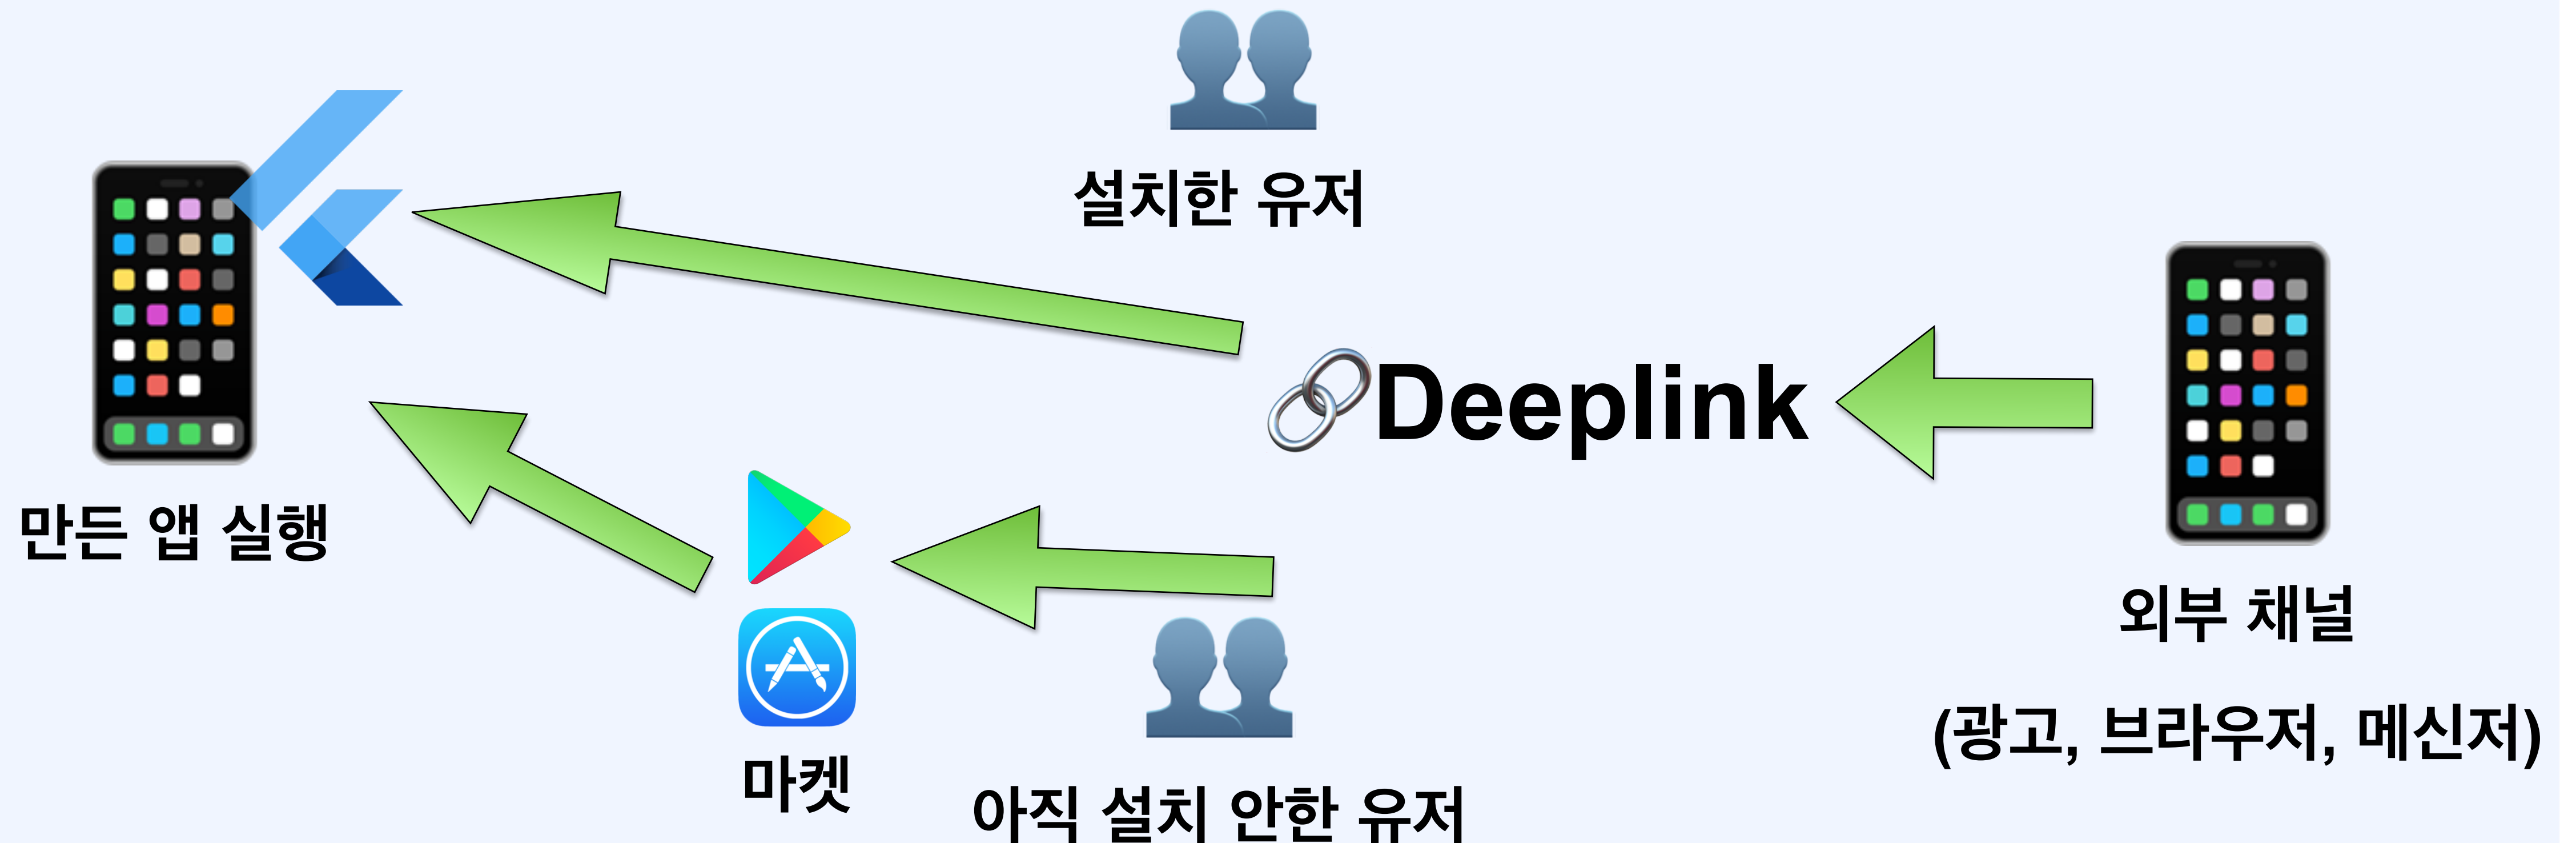 설치한 유저
Deeplink
만든 앱 실행
외부 채널
(광고, 브라우저, 메신저)
마켓
아직 설치 안한 유저